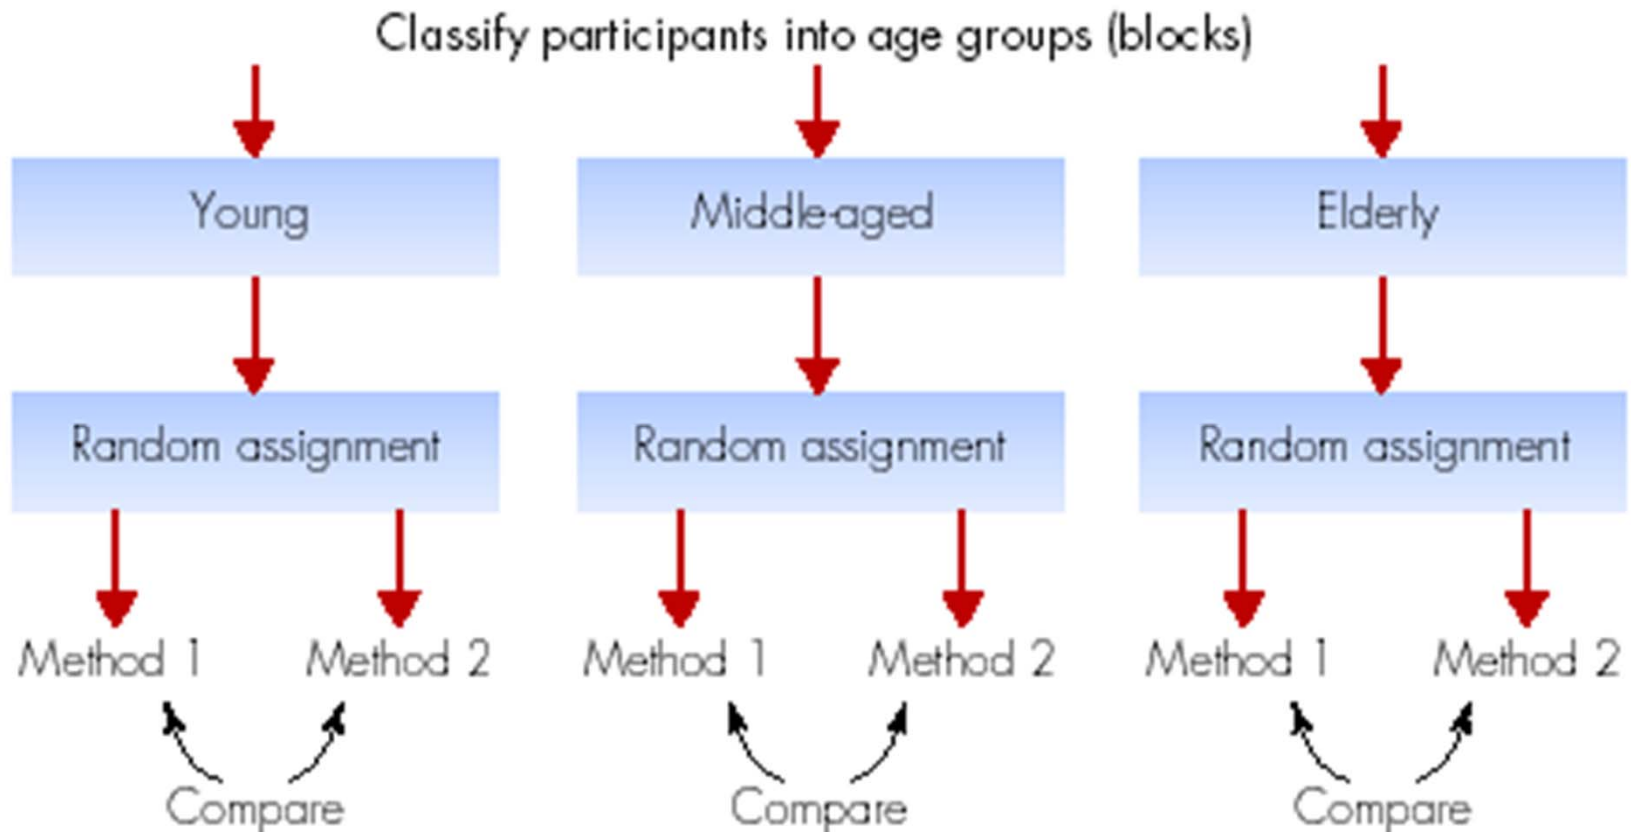 Classify participants into age groups (blocks)
Young
Middle-aged
Elderly
Random assignment
Random assignment
Random assignment
Method 1
Method 2
Method 1
Method 2
Method 1
Method 2
Compare
Compare
Compare